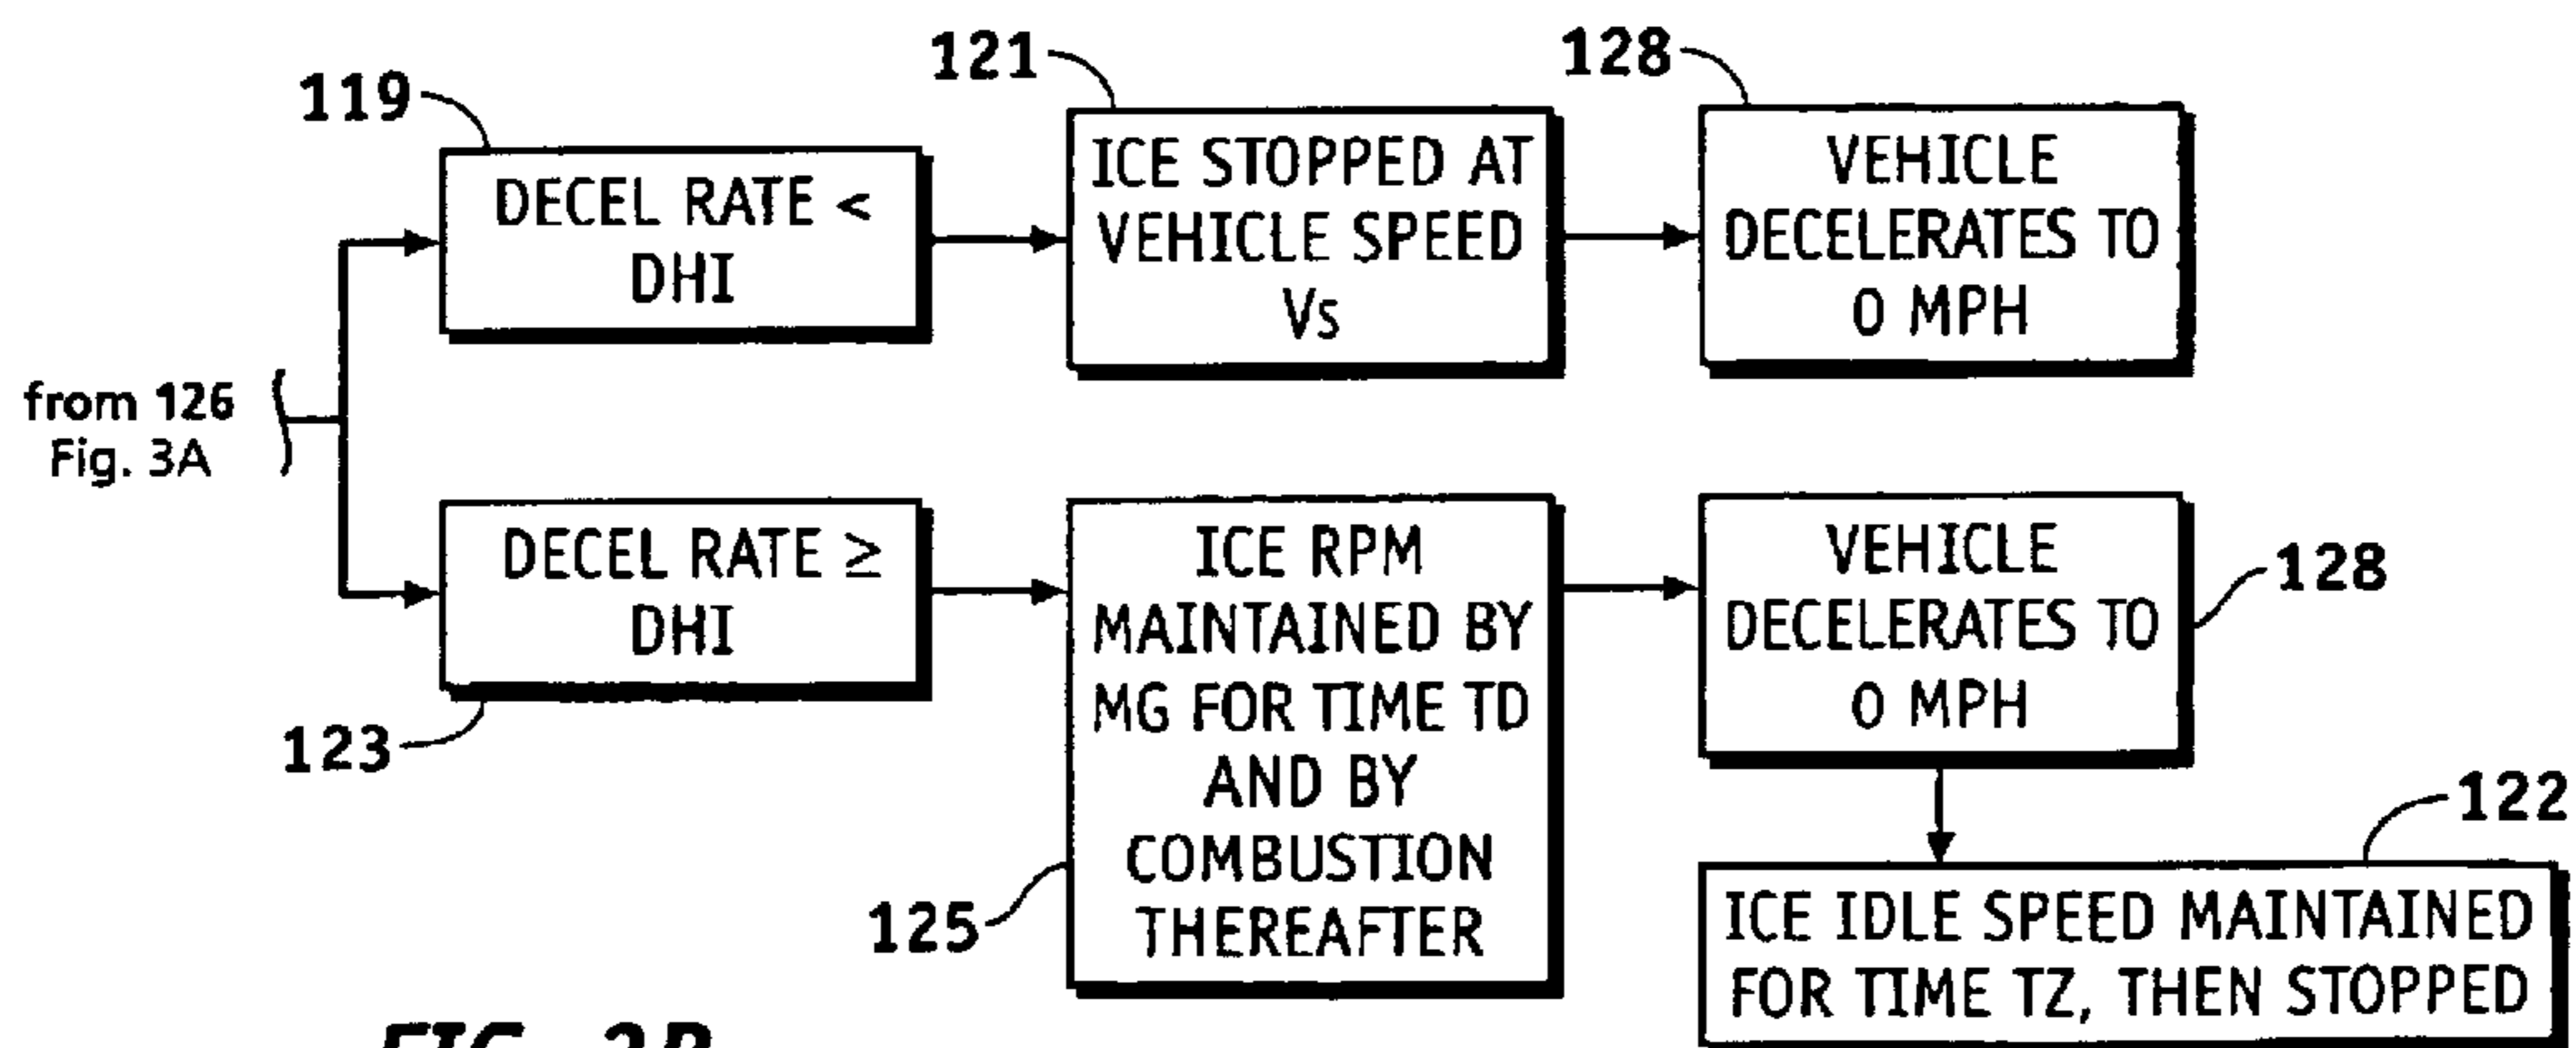 119
DECEL RATE <
DHI
121
ICE STOPPED AT
VEHICLE SPEED
Vs
128
VEHICLE
DECELERATES TO
0 MPH
from 126
Fig. 3A
DECEL RATE ≥
DHI
123
ICE RPM
MAINTAINED BY
MG FOR TIME TD
AND BY
COMBUSTION
THEREAFTER
125
VEHICLE
DECELERATES TO
0 MPH
128
122
ICE IDLE SPEED MAINTAINED
FOR TIME TZ, THEN STOPPED